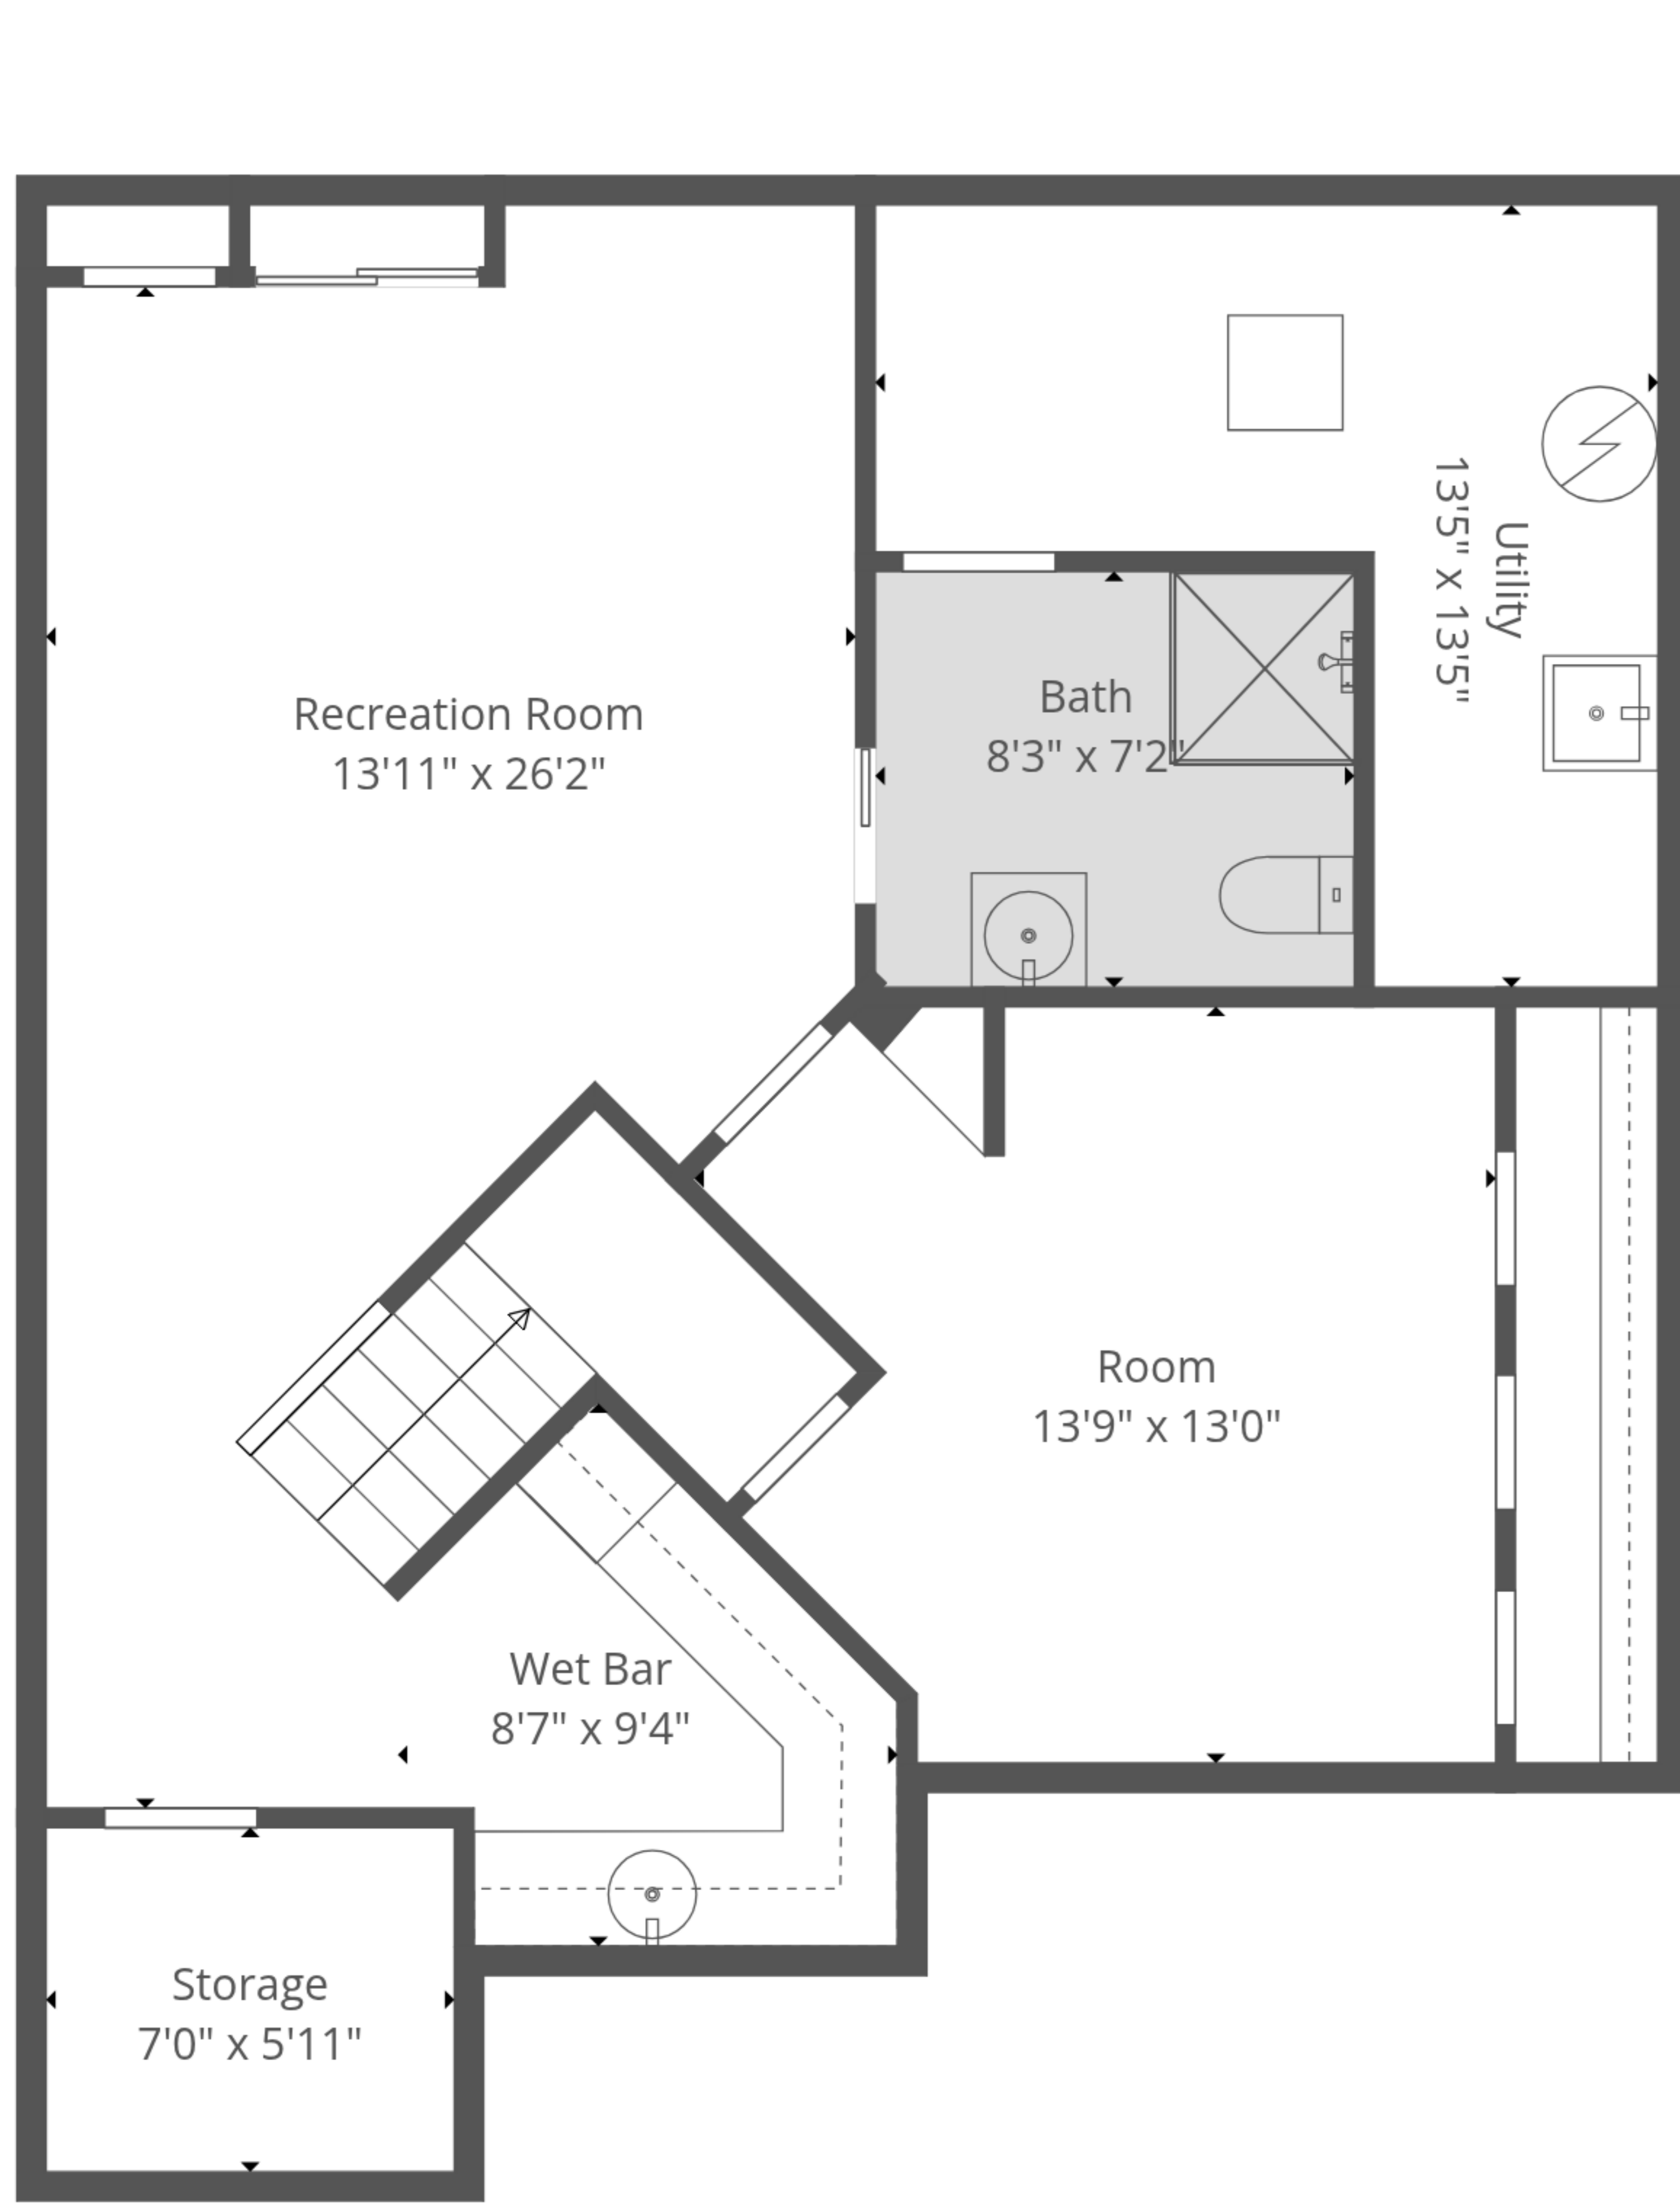 Utility
13'5" x 13'5"
Recreation Room
13'11" x 26'2"
Bath
8'3" x 7'2"
Room
13'9" x 13'0"
Wet Bar
8'7" x 9'4"
Storage
7'0" x 5'11"